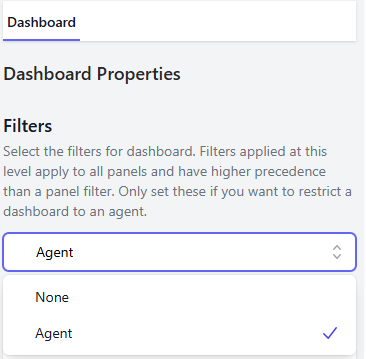 Dashboard
Dashboard Properties
Filters
Select the filters for dashboard. Filters applied at this
level apply to all panels and have higher precedence
than a panel filter. Only set these if you want to restrict a
dashboard to an agent.
Agent
None
Agent